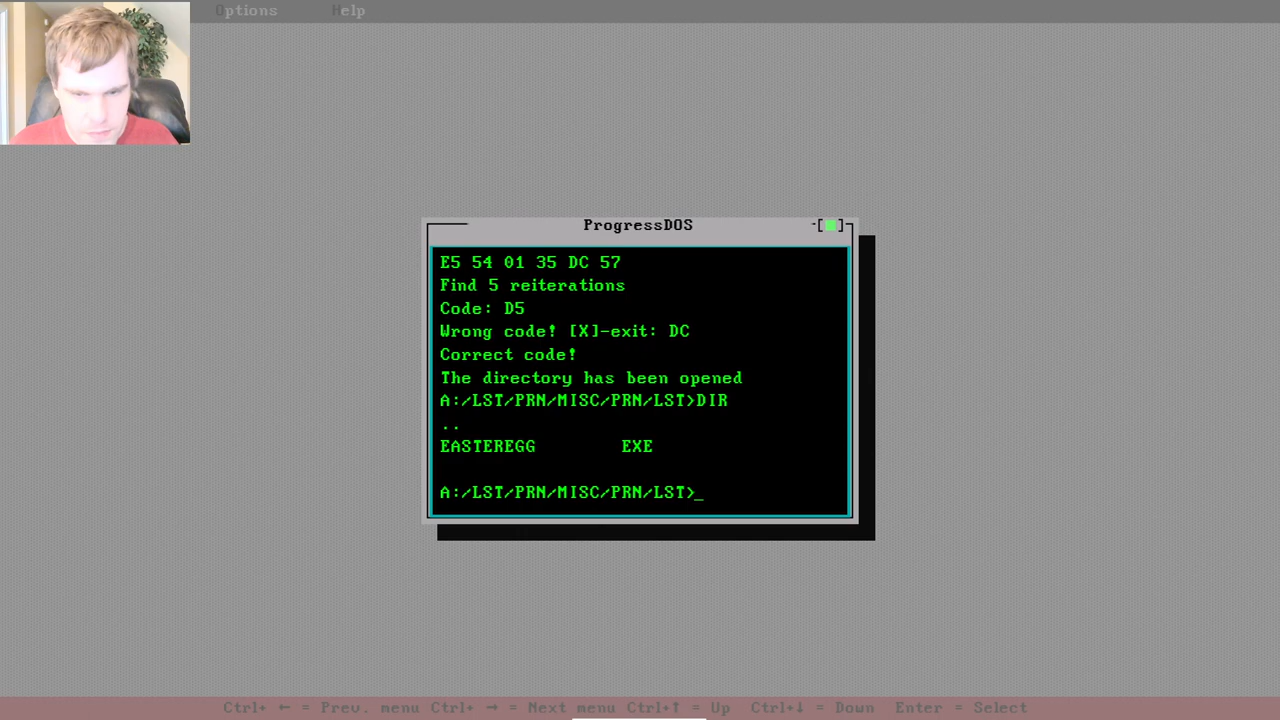 Options Help
ProgressDOS
E5 54 01 35 DC 57
Find 5 reiterations
Code: D5
Wrong code! [X]-exit: DC
Correct code!
The directory has been opened
A:/LST/PRN/MISC/PRN/LST>DIR
..
EASTEREGG EXE
A:/LST/PRN/MISC/PRN/LST>_
Ctrl+ ← = Prev. menu Ctrl+ → = Next menu Ctrl+↑ = Up Ctrl+↓ = Down Enter = Select